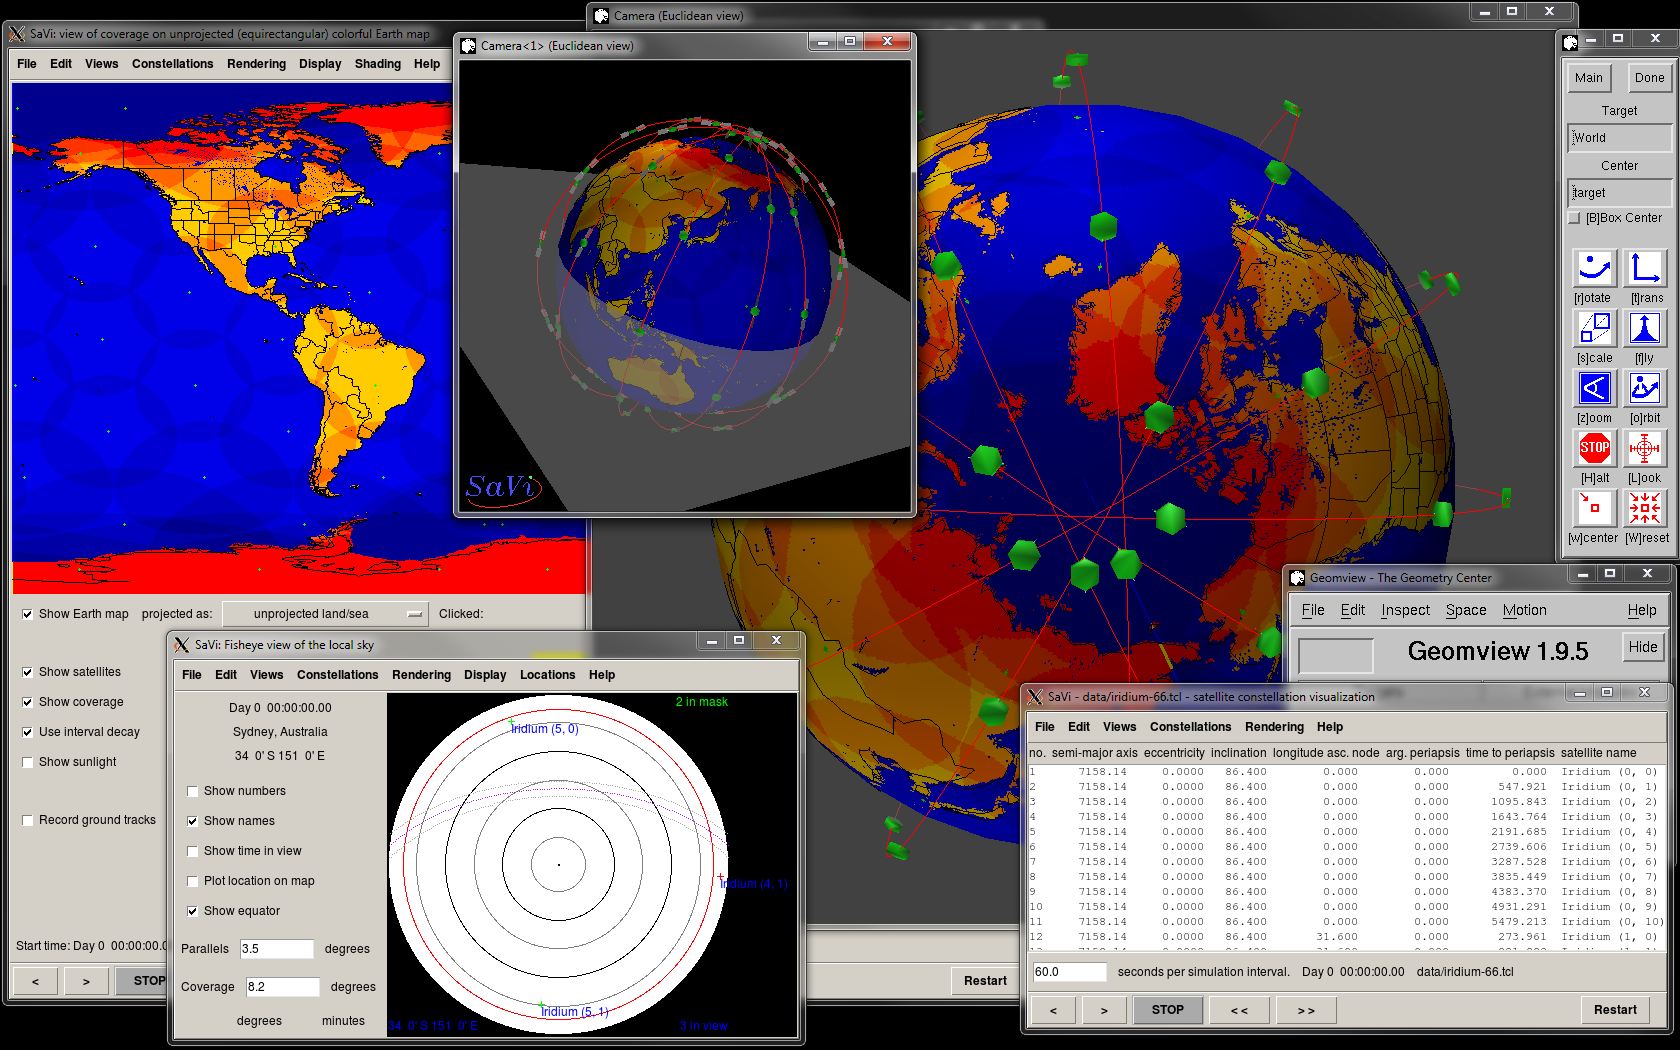 Camera (Euclidean view)
SaVi: view of coverage on unprojected (equirectangular) colorful Earth map
File Edit Views Constellations Rendering Display Shading Help
Camera<1> (Euclidean view)
SaVi
Main Done
Target
World
Center
target
[B]Box Center
[r]otate [t]rans
[s]cale [f]ly
[z]oom [o]rbit
STOP
[H]alt [L]ook
[w]center [W]reset
Show Earth map projected as: unprojected land/sea Clicked:
Show satellites
Show coverage
Use interval decay
Show sunlight
Record ground tracks
Start time: Day 0 00:00:00.0
< > STOP
Restart
SaVi: Fisheye view of the local sky
File Edit Views Constellations Rendering Display Locations Help
Day 0 00:00:00.00
Sydney, Australia
34 0' S 151 0' E
Show numbers
Show names
Show time in view
Plot location on map
Show equator
Parallels 3.5 degrees
Coverage 8.2 degrees
degrees minutes
2 in mask
Iridium (5, 0)
Iridium (4, 1)
Iridium (5, 1)
34 0' S 151 0' E
3 in view
Geomview - The Geometry Center
File Edit Inspect Space Motion Help
Geomview 1.9.5
Hide
SaVi - data/iridium-66.tcl - satellite constellation visualization
File Edit Views Constellations Rendering Help
no. semi-major axis eccentricity inclination longitude asc. node arg. periapsis time to periapsis satellite name
1 7158.14 0.0000 86.400 0.000 0.000 0.000 Iridium (0, 0)
2 7158.14 0.0000 86.400 0.000 0.000 547.921 Iridium (0, 1)
3 7158.14 0.0000 86.400 0.000 0.000 1095.843 Iridium (0, 2)
4 7158.14 0.0000 86.400 0.000 0.000 1643.764 Iridium (0, 3)
5 7158.14 0.0000 86.400 0.000 0.000 2191.685 Iridium (0, 4)
6 7158.14 0.0000 86.400 0.000 0.000 2739.606 Iridium (0, 5)
7 7158.14 0.0000 86.400 0.000 0.000 3287.528 Iridium (0, 6)
8 7158.14 0.0000 86.400 0.000 0.000 3835.449 Iridium (0, 7)
9 7158.14 0.0000 86.400 0.000 0.000 4383.370 Iridium (0, 8)
10 7158.14 0.0000 86.400 0.000 0.000 4931.291 Iridium (0, 9)
11 7158.14 0.0000 86.400 0.000 0.000 5479.213 Iridium (0, 10)
12 7158.14 0.0000 86.400 31.600 0.000 273.961 Iridium (1, 0)
60.0 seconds per simulation interval. Day 0 00:00:00.00 data/iridium-66.tcl
< > STOP << >> Restart